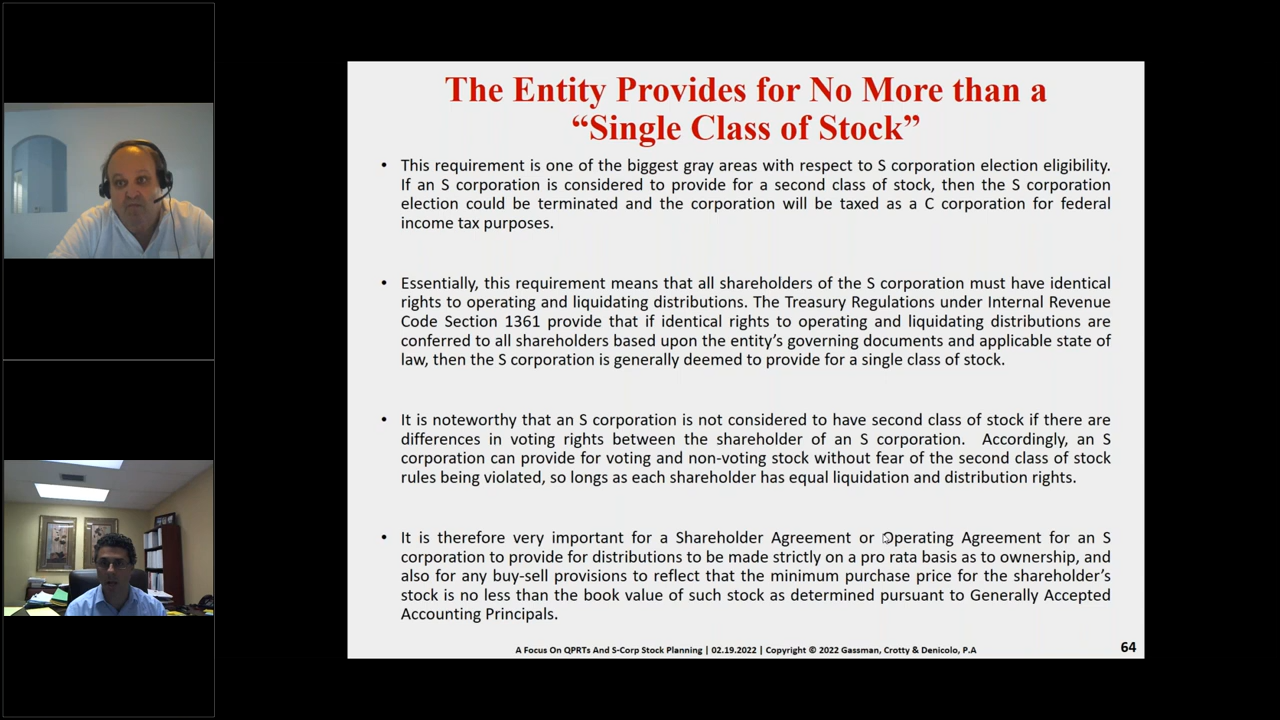 The Entity Provides for No More than a
“Single Class of Stock”
• This requirement is one of the biggest gray areas with respect to S corporation election eligibility.
If an S corporation is considered to provide for a second class of stock, then the S corporation
election could be terminated and the corporation will be taxed as a C corporation for federal
income tax purposes.
• Essentially, this requirement means that all shareholders of the S corporation must have identical
rights to operating and liquidating distributions. The Treasury Regulations under Internal Revenue
Code Section 1361 provide that if identical rights to operating and liquidating distributions are
conferred to all shareholders based upon the entity’s governing documents and applicable state of
law, then the S corporation is generally deemed to provide for a single class of stock.
• It is noteworthy that an S corporation is not considered to have second class of stock if there are
differences in voting rights between the shareholder of an S corporation. Accordingly, an S
corporation can provide for voting and non-voting stock without fear of the second class of stock
rules being violated, so longs as each shareholder has equal liquidation and distribution rights.
• It is therefore very important for a Shareholder Agreement or Operating Agreement for an S
corporation to provide for distributions to be made strictly on a pro rata basis as to ownership, and
also for any buy-sell provisions to reflect that the minimum purchase price for the shareholder’s
stock is no less than the book value of such stock as determined pursuant to Generally Accepted
Accounting Principals.
A Focus On QPRTs And S-Corp Stock Planning | 02.19.2022 | Copyright © 2022 Gassman, Crotty & Denicolo, P.A
64